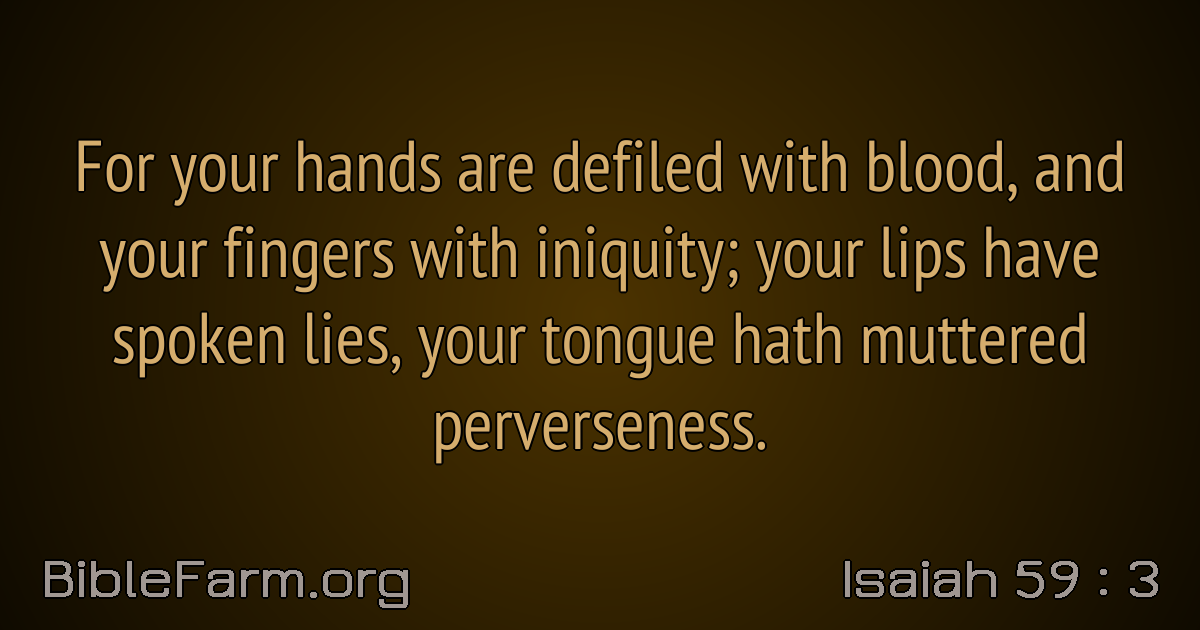 For your hands are defiled with blood, and
your fingers with iniquity; your lips have
spoken lies, your tongue hath muttered
perverseness.
BibleFarm.org
Isaiah 59 : 3